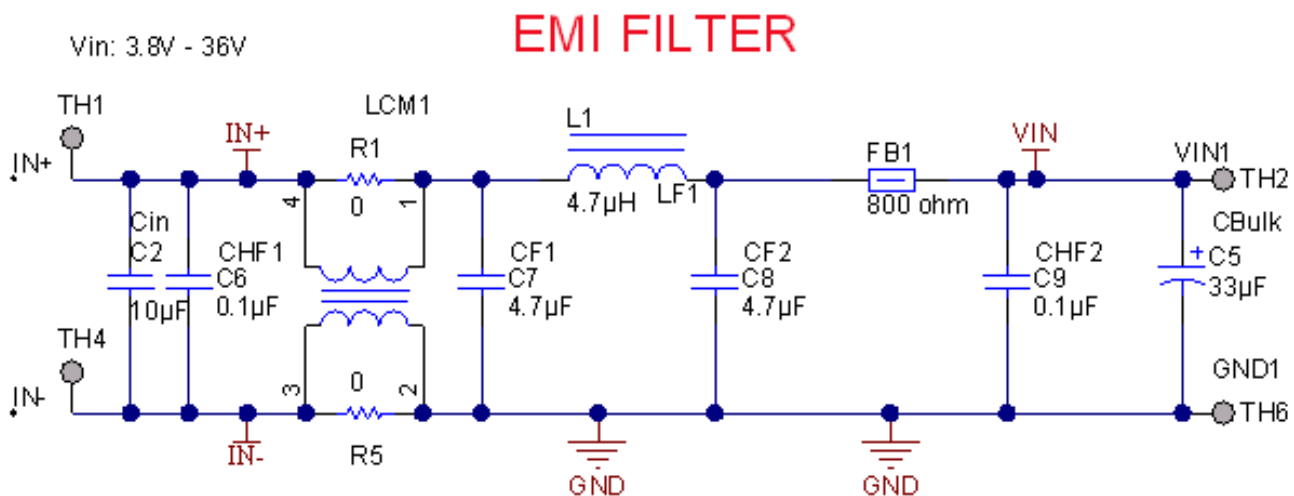 EMI FILTER
Vin: 3.8V - 36V
TH1
LCM1
L1
IN+
R1
FB1
VIN
VIN1
IN+
TH2
4
0
1
4.7µH
LF1
800 ohm
Cin
C2
10µF
CHF1
C6
0.1µF
CF1
C7
4.7µF
CF2
C8
4.7µF
CHF2
C9
0.1µF
CBulk
+
C5
33µF
TH4
3
0
2
GND1
IN-
TH6
IN-
R5
GND
GND